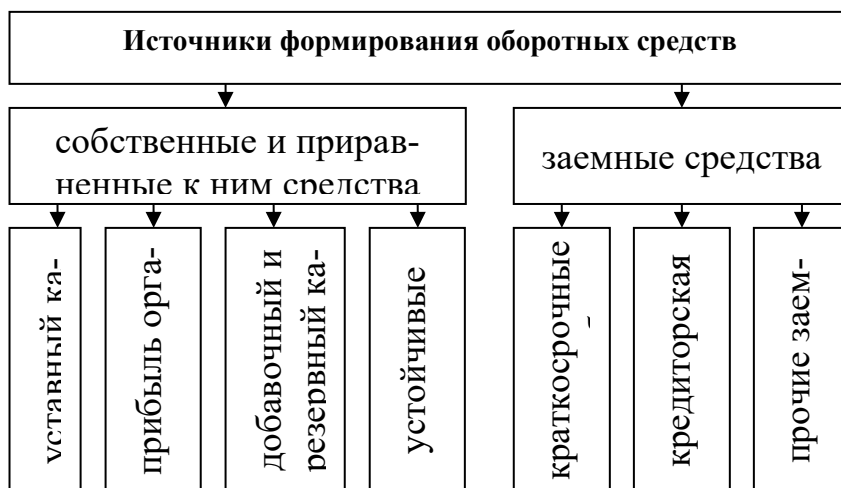 Источники формирования оборотных средств
собственные и прирав-
ненные к ним средства
заемные средства
уставный ка-
прибыль орга-
добавочный и
резервный ка-
устойчивые
краткосрочные
кредиторская
прочие заем-